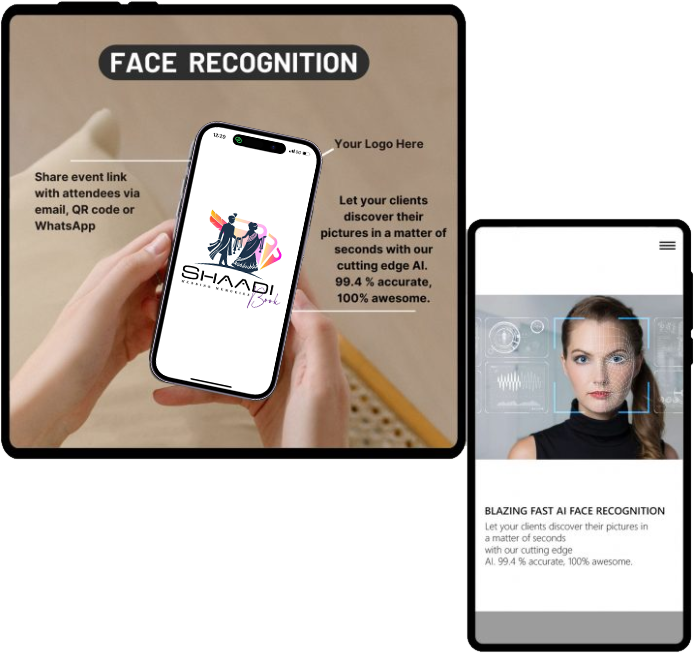 FACE RECOGNITION
12:20
5G
Your Logo Here
Share event link
with attendees via
email, QR code or
WhatsApp
Let your clients
discover their
pictures in a matter of
seconds with our
cutting edge AI.
99.4 % accurate,
100% awesome.
SHAADI
WEDDING MEMORIES
Book
BLAZING FAST AI FACE RECOGNITION
Let your clients discover their pictures in
a matter of seconds
with our cutting edge
AI. 99.4 % accurate, 100% awesome.